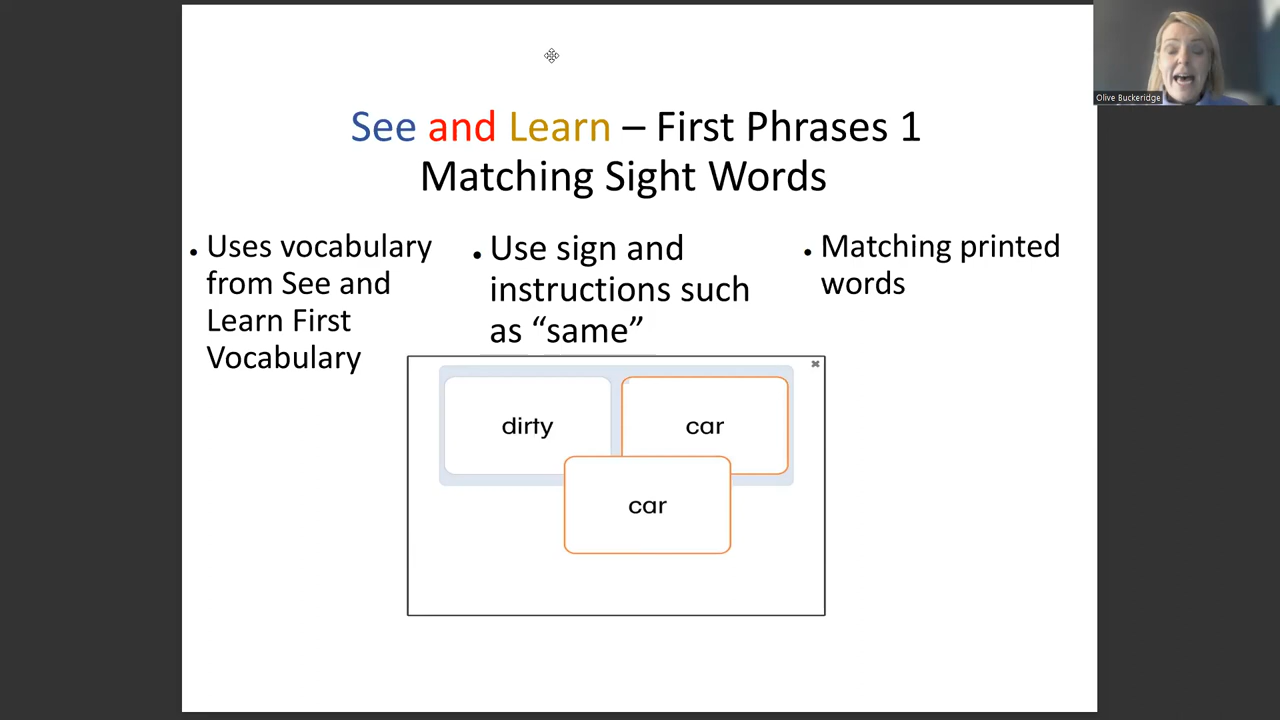 See and Learn – First Phrases 1
Matching Sight Words
• Uses vocabulary
from See and
Learn First
Vocabulary
• Use sign and
instructions such
as “same”
• Matching printed
words
dirty
car
car
Olive Buckeridge